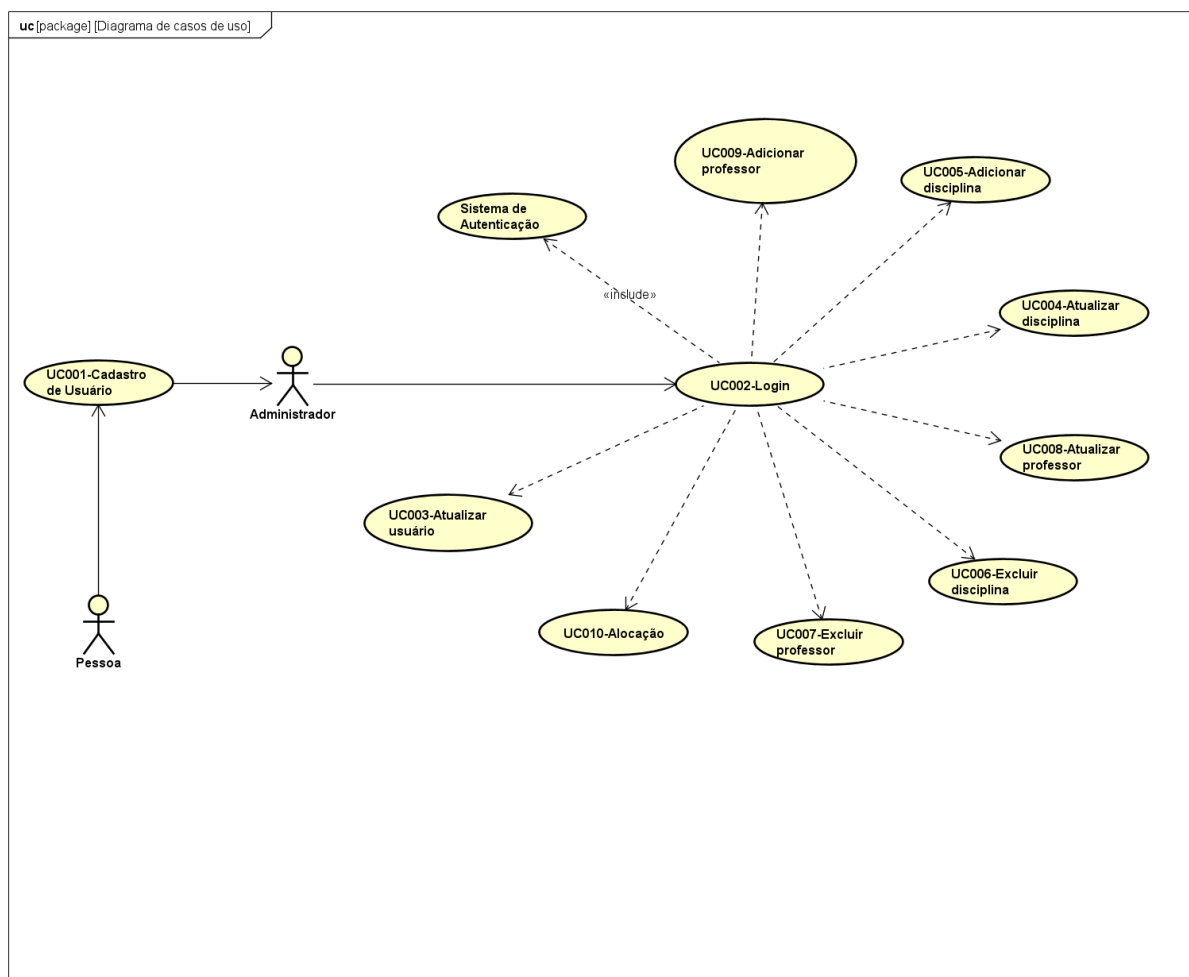 uc [package] [Diagrama de casos de uso]
UC009-Adicionar
professor
UC005-Adicionar
disciplina
Sistema de
Autenticação
«include»
UC004-Atualizar
disciplina
UC001-Cadastro
de Usuário
Administrador
UC002-Login
UC008-Atualizar
professor
UC003-Atualizar
usuário
UC006-Excluir
disciplina
UC010-Alocação
UC007-Excluir
professor
Pessoa